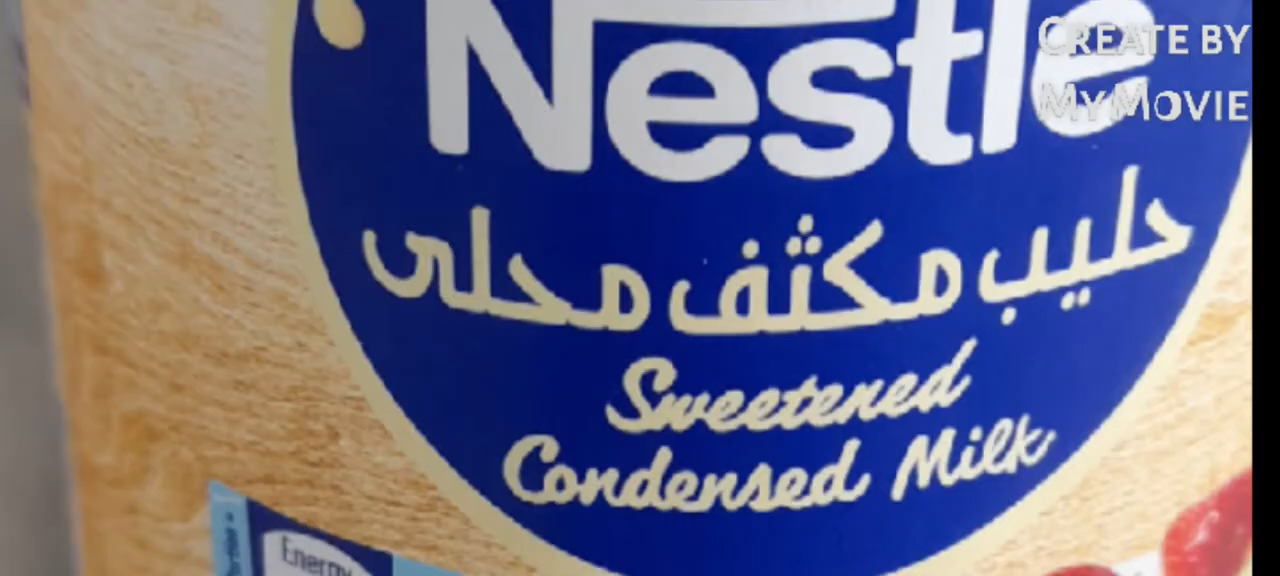 Nestle
CREATE BY
MYMOVIE
حليب مكثف محلى
Sweetened
Condensed Milk
Energy